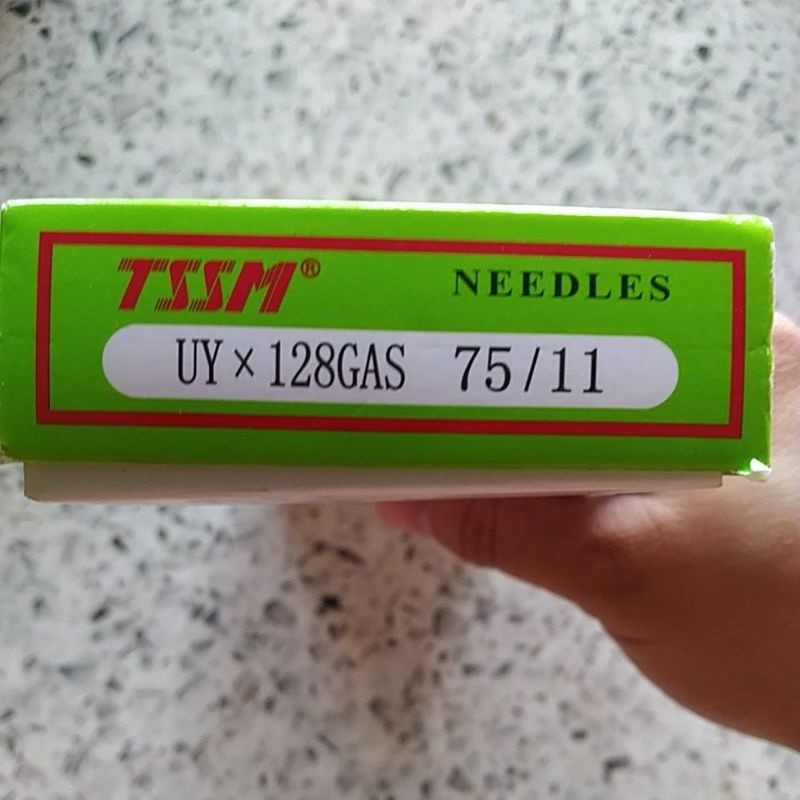 TSSM® NEEDLES
UY×128GAS 75/11